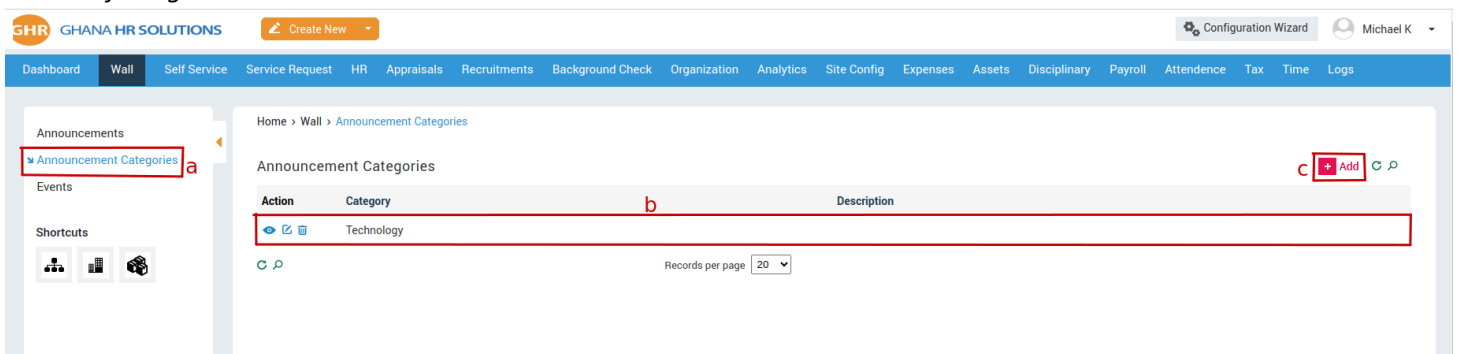 GHR GHANA HR SOLUTIONS Create New Configuration Wizard Michael K
Dashboard Wall Self Service Service Request HR Appraisals Recruitments Background Check Organization Analytics Site Config Expenses Assets Disciplinary Payroll Attendence Tax Time Logs
Home > Wall > Announcement Categories
Announcements
Announcement Categories a
Events
Shortcuts
Announcement Categories c + Add
Action Category b Description
Technology
Records per page 20